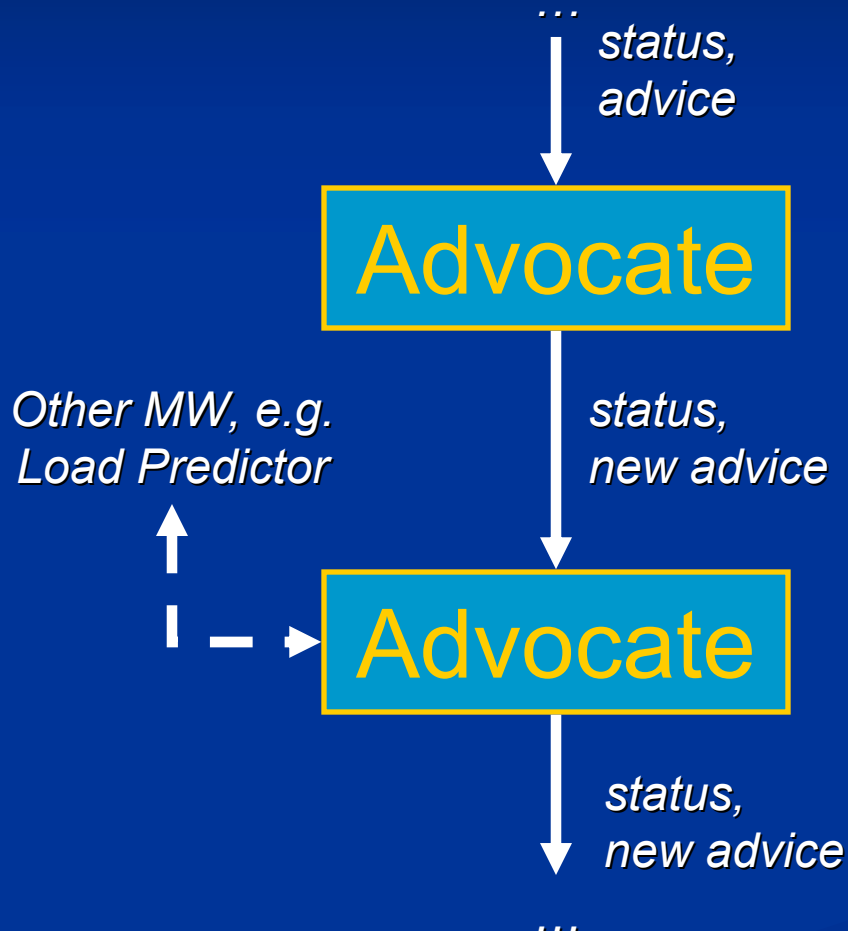 ...
status,
advice
Advocate
Other MW, e.g.
Load Predictor
status,
new advice
Advocate
status,
new advice
...